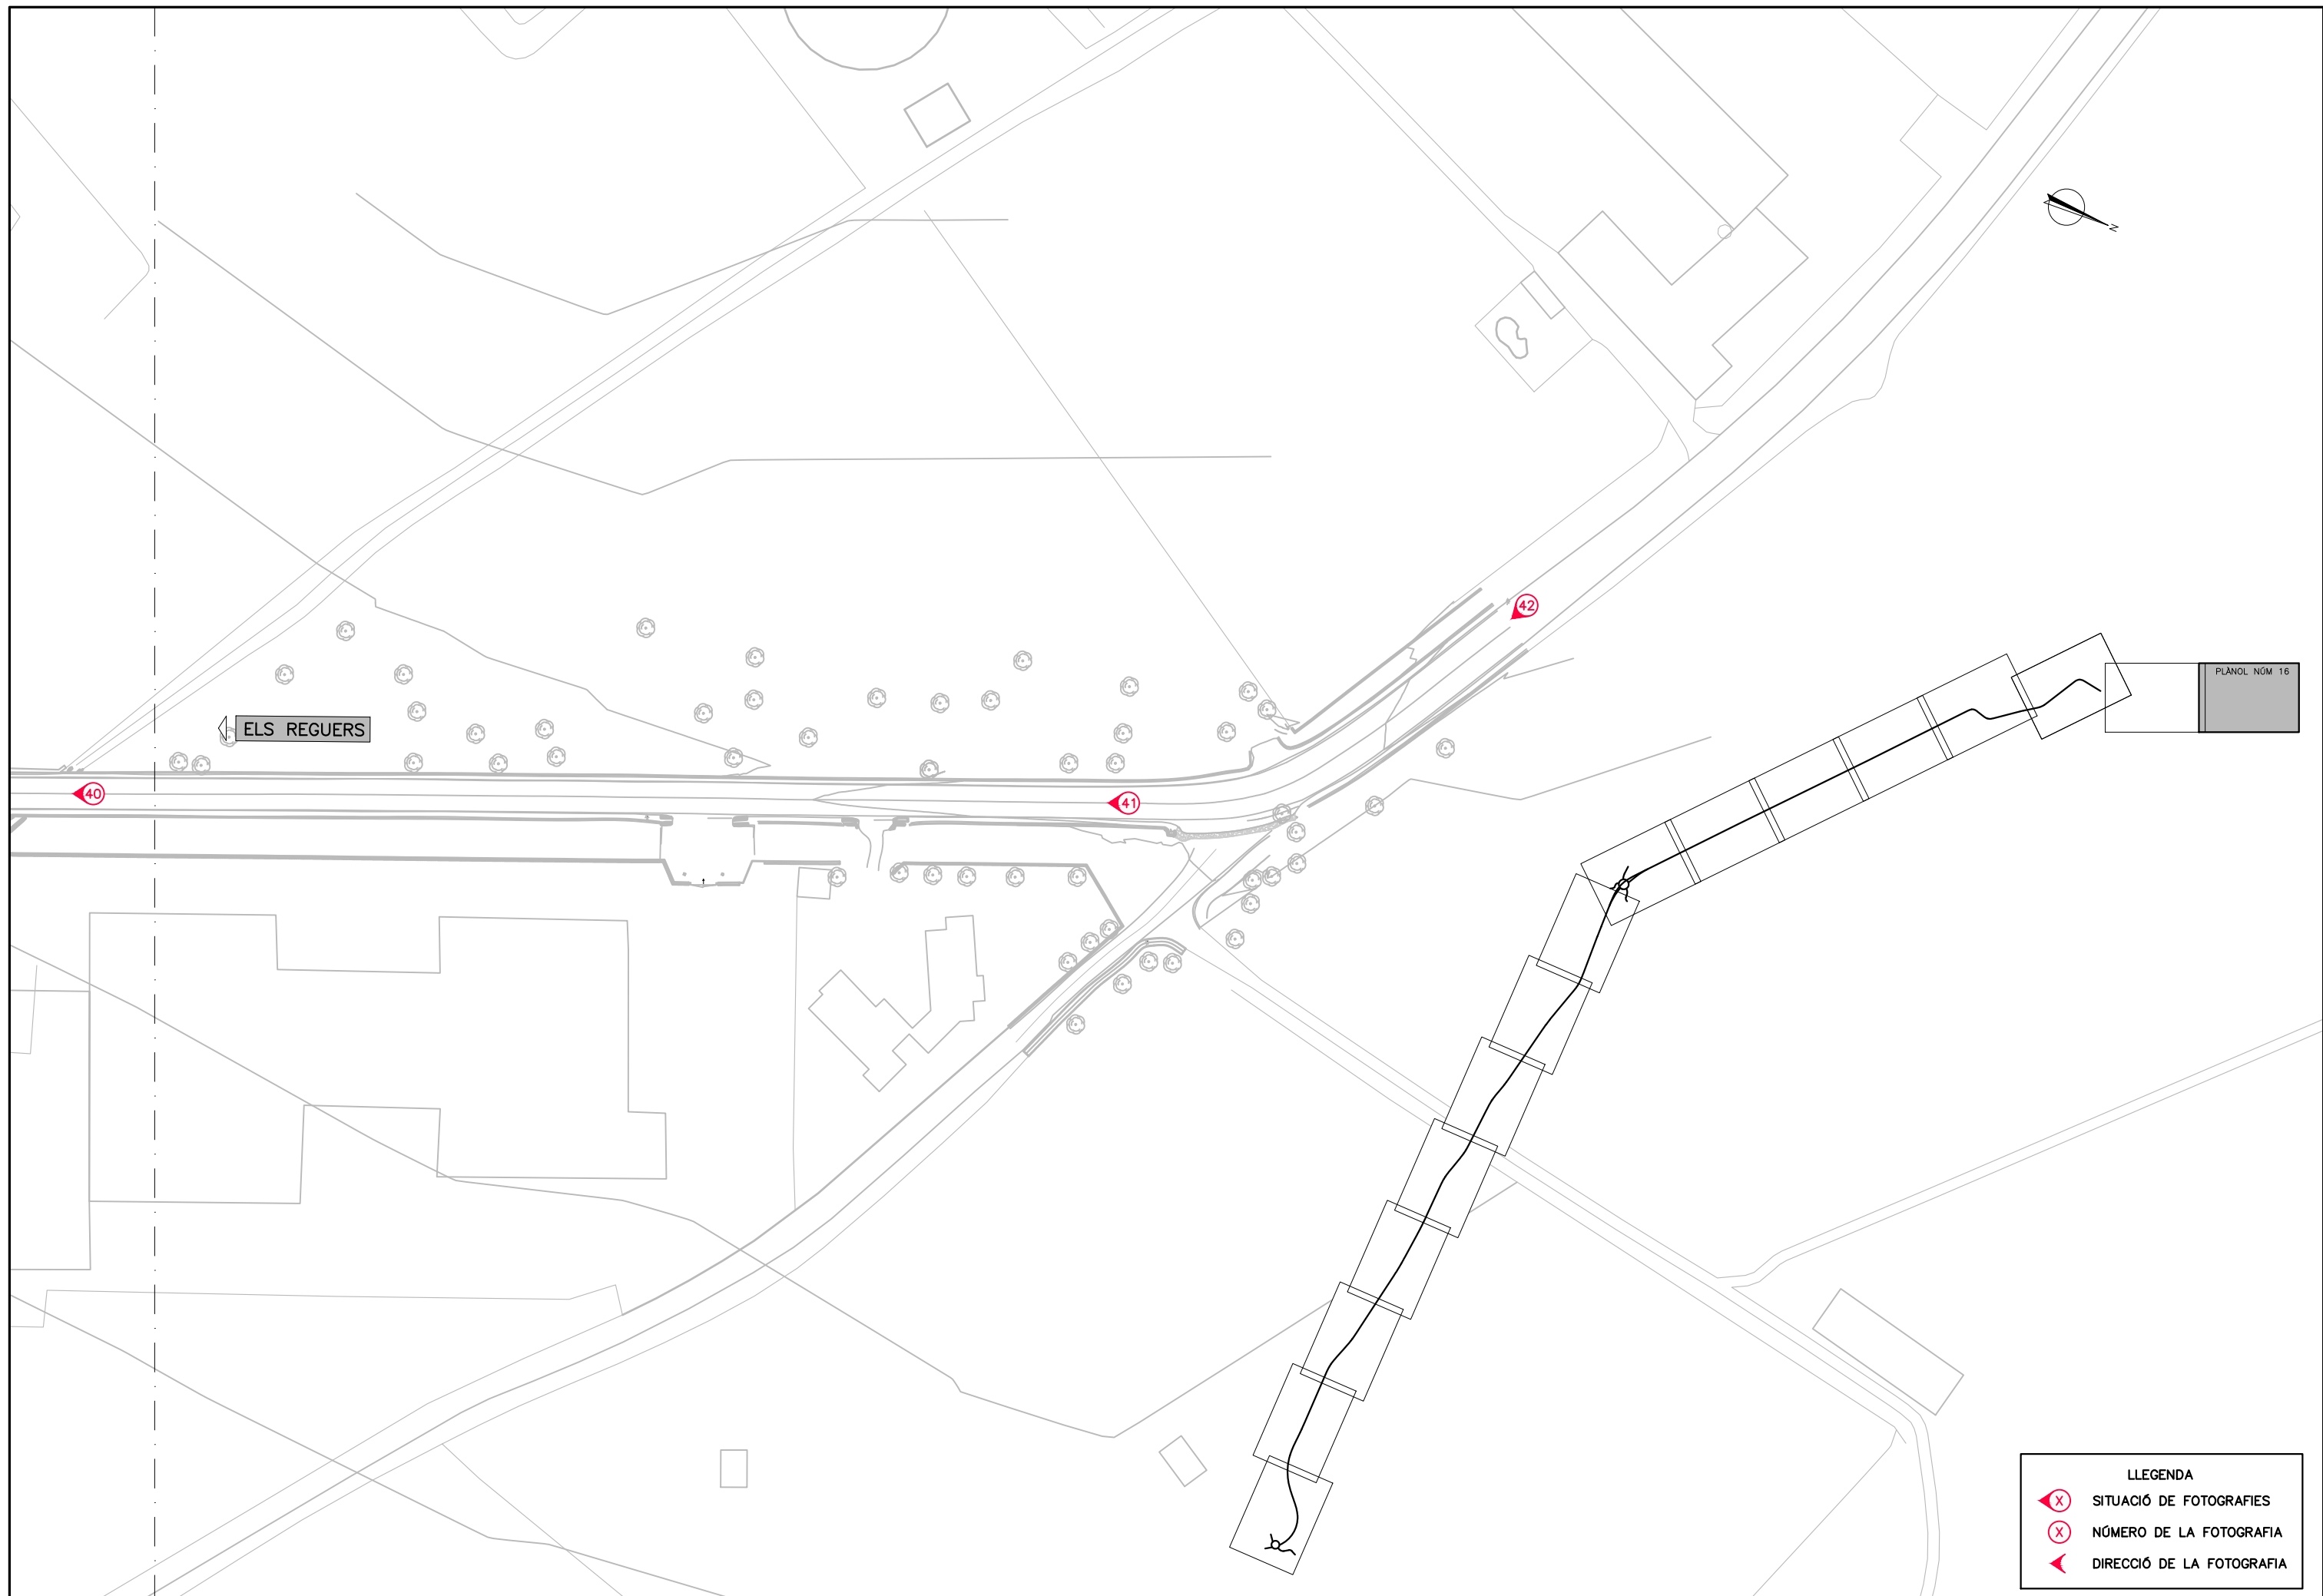 N
42
PLÀNOL NÚM 16
ELS REGUERS
40
41
LLEGENDA
X SITUACIÓ DE FOTOGRAFIES
X NÚMERO DE LA FOTOGRAFIA
DIRECCIÓ DE LA FOTOGRAFIA